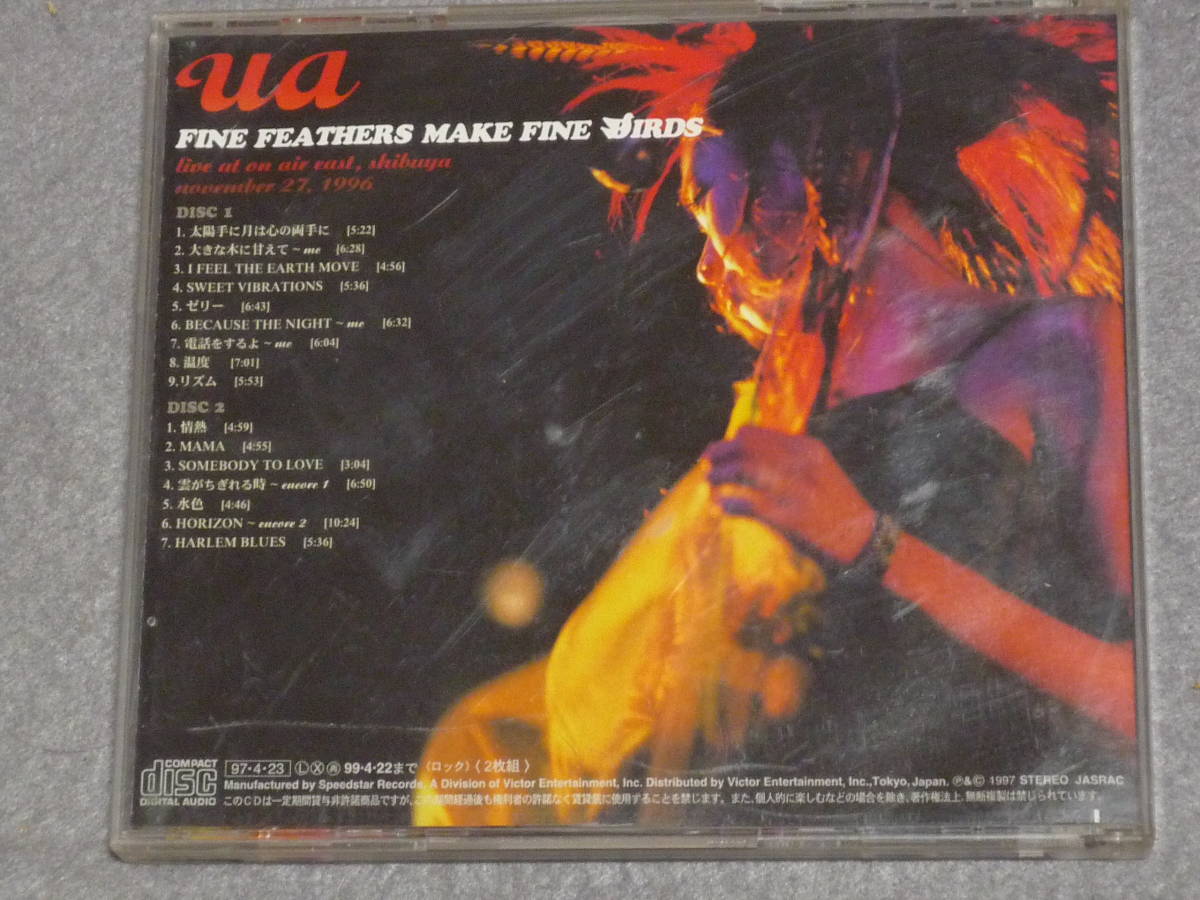 ua
FINE FEATHERS MAKE FINE BIRDS
live at on air east, shibuya
november 27, 1996
DISC 1
1. 太陽手に月は心の両手に [5:22]
2. 大きな木に甘えて ~ me [6:28]
3. I FEEL THE EARTH MOVE [4:56]
4. SWEET VIBRATIONS [5:36]
5. ゼリー [6:43]
6. BECAUSE THE NIGHT ~ me [6:32]
7. 電話をするよ ~ me [6:04]
8. 温度 [7:01]
9.リズム [5:53]
DISC 2
1. 情熱 [4:59]
2. MAMA [4:55]
3. SOMEBODY TO LOVE [3:04]
4. 雲がちぎれる時 ~ encore 1 [6:50]
5. 水色 [4:46]
6. HORIZON ~ encore 2 [10:24]
7. HARLEM BLUES [5:36]
COMPACT disc DIGITAL AUDIO
97・4・23 Ⓛ Ⓧ 99・4・22まで 〈ロック〉〈2枚組〉
Manufactured by Speedstar Records, A Division of Victor Entertainment, Inc. Distributed by Victor Entertainment, Inc.,Tokyo, Japan. Ⓟ&© 1997 STEREO JASRAC
このCDは一定期間貸与非許諾商品ですが、この期間経過後も権利者の許諾なく賃貸業に使用することを禁じます。また、個人的に楽しむなどの場合を除き、著作権法上、無断複製は禁じられています。